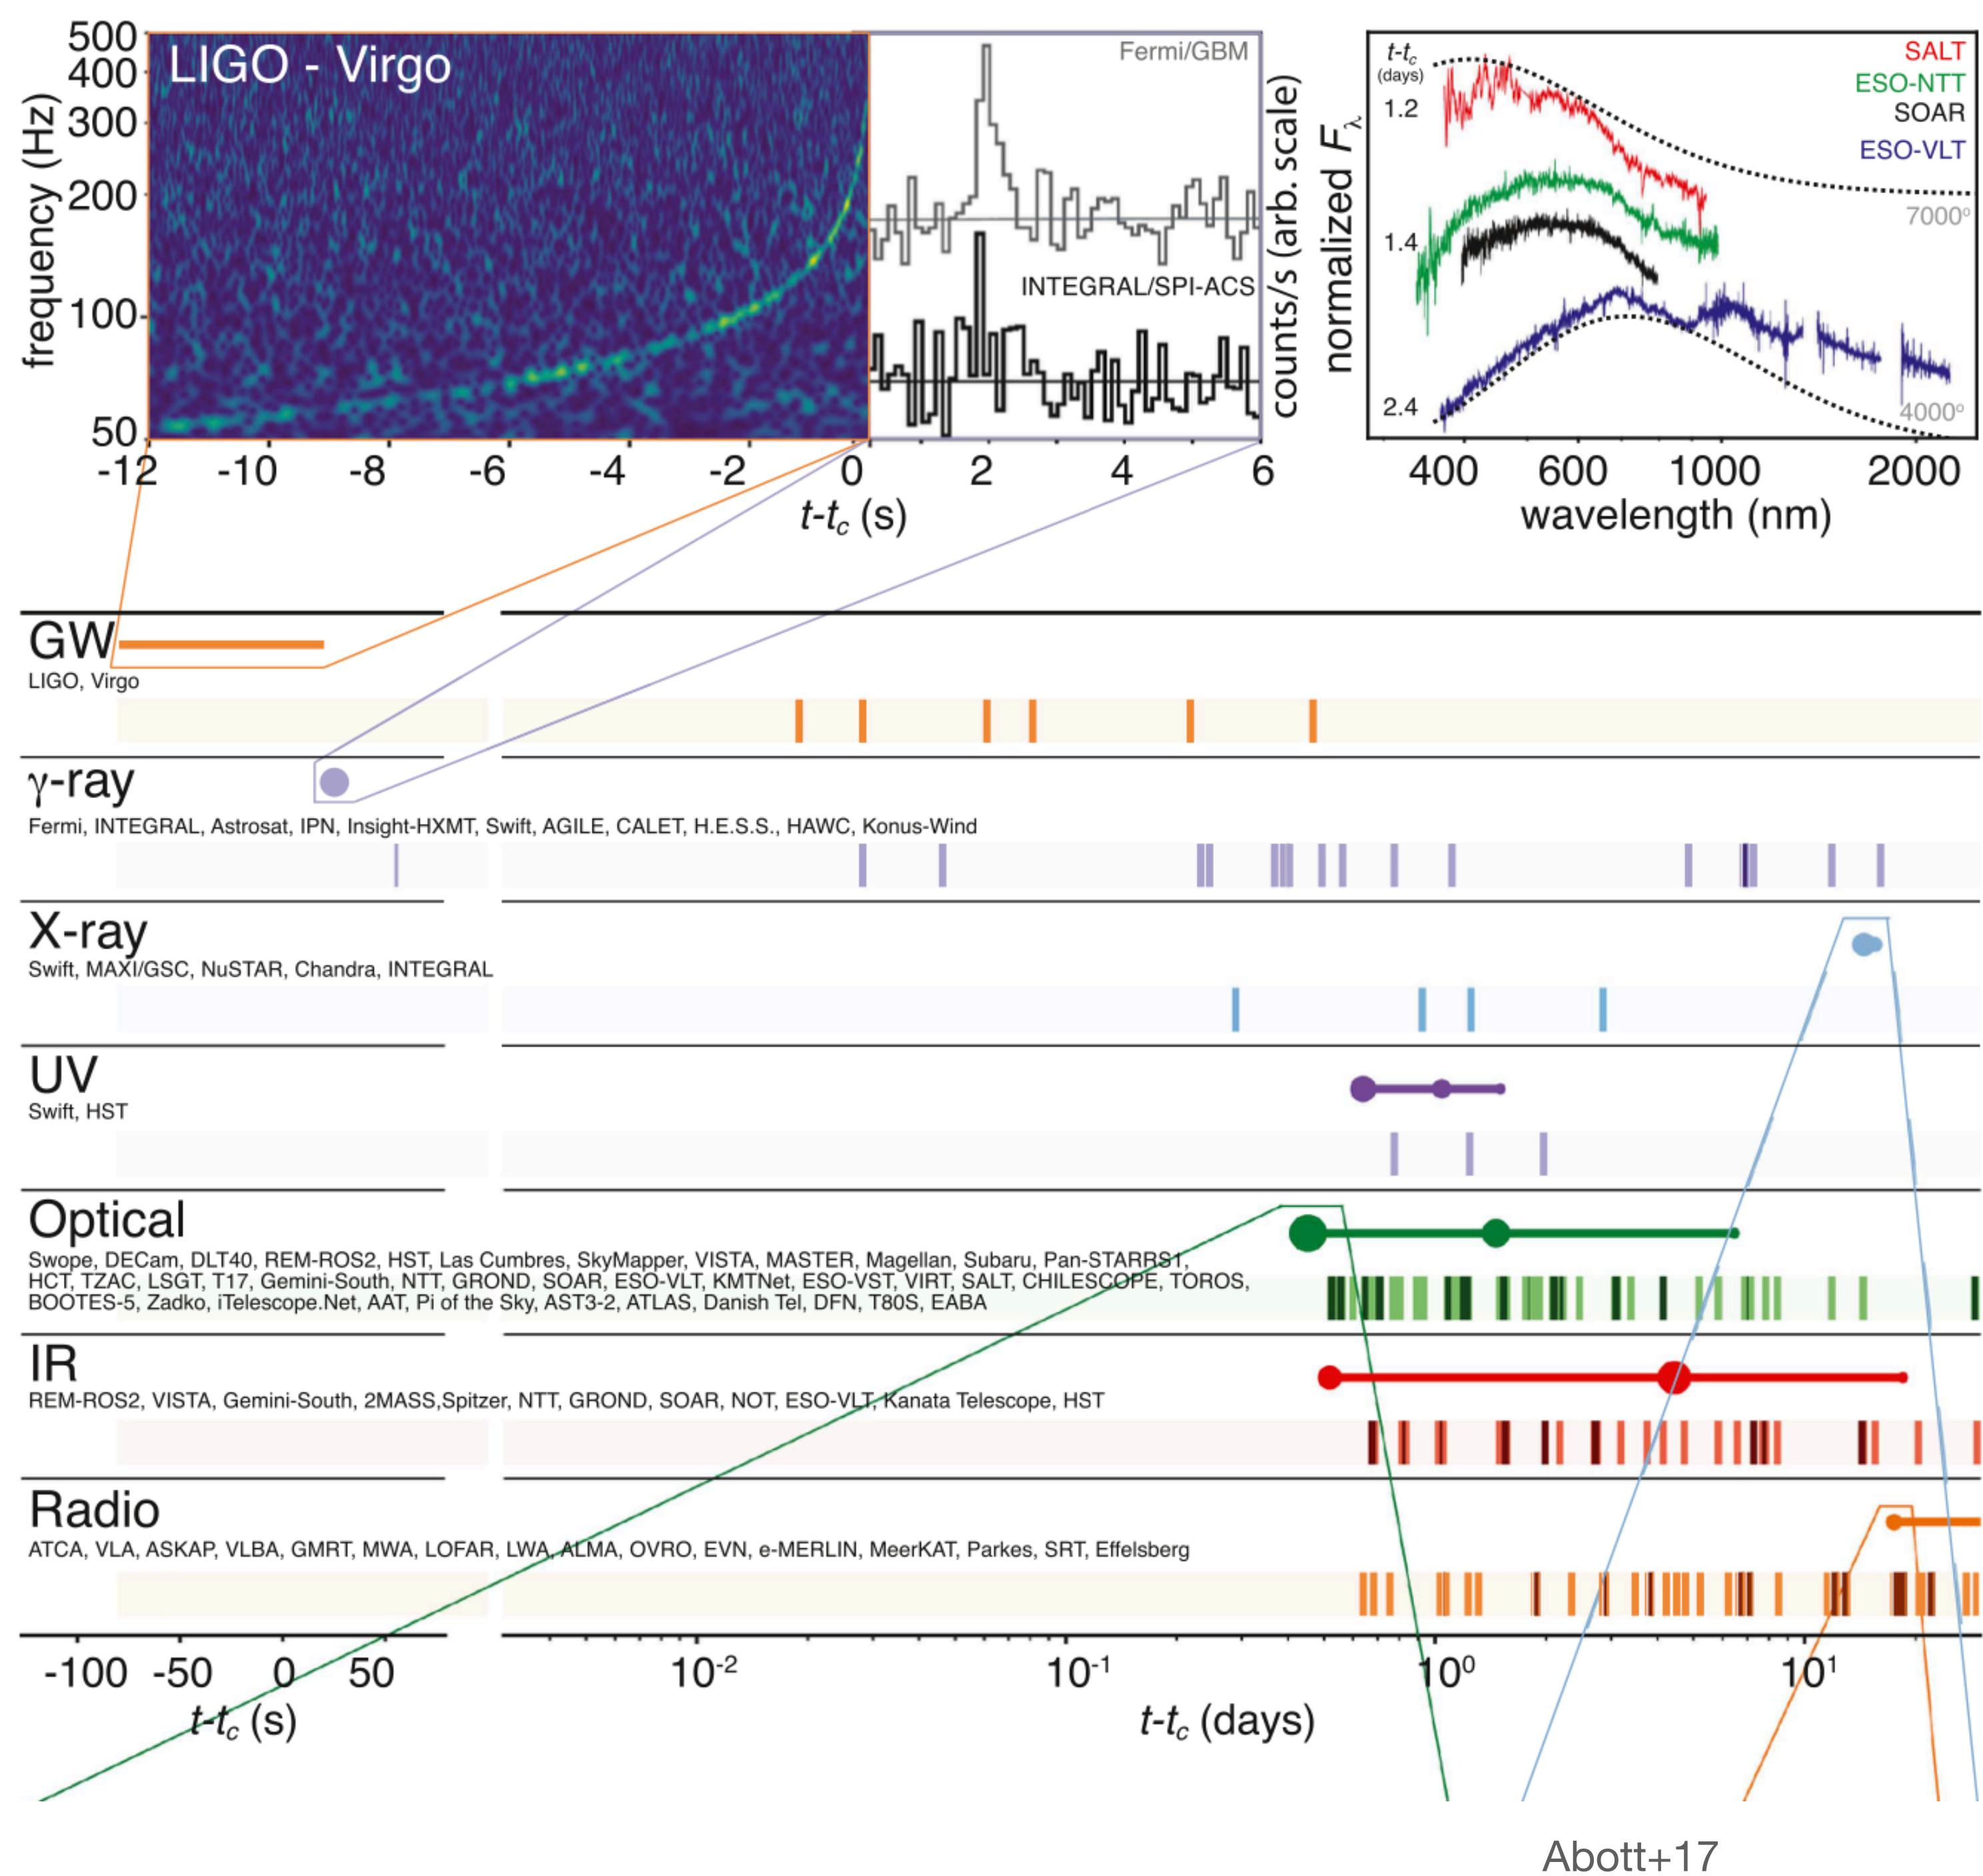 500
400
300
200
100
50
frequency (Hz)
LIGO - Virgo
Fermi/GBM
INTEGRAL/SPI-ACS
counts/s (arb. scale)
-12 -10 -8 -6 -4 -2 0 2 4 6
t-tc (s)
normalized Fλ
t-tc
(days)
1.2
1.4
2.4
SALT
ESO-NTT
SOAR
ESO-VLT
7000°
4000°
400 600 1000 2000
wavelength (nm)
GW
LIGO, Virgo
γ-ray
Fermi, INTEGRAL, Astrosat, IPN, Insight-HXMT, Swift, AGILE, CALET, H.E.S.S., HAWC, Konus-Wind
X-ray
Swift, MAXI/GSC, NuSTAR, Chandra, INTEGRAL
UV
Swift, HST
Optical
Swope, DECam, DLT40, REM-ROS2, HST, Las Cumbres, SkyMapper, VISTA, MASTER, Magellan, Subaru, Pan-STARRS1,
HCT, TZAC, LSGT, T17, Gemini-South, NTT, GROND, SOAR, ESO-VLT, KMTNet, ESO-VST, VIRT, SALT, CHILESCOPE, TOROS,
BOOTES-5, Zadko, iTelescope.Net, AAT, Pi of the Sky, AST3-2, ATLAS, Danish Tel, DFN, T80S, EABA
IR
REM-ROS2, VISTA, Gemini-South, 2MASS,Spitzer, NTT, GROND, SOAR, NOT, ESO-VLT, Kanata Telescope, HST
Radio
ATCA, VLA, ASKAP, VLBA, GMRT, MWA, LOFAR, LWA, ALMA, OVRO, EVN, e-MERLIN, MeerKAT, Parkes, SRT, Effelsberg
-100 -50 0 50 10⁻² 10⁻¹ 10⁰ 10¹
t-tc (s) t-tc (days)
Abott+17